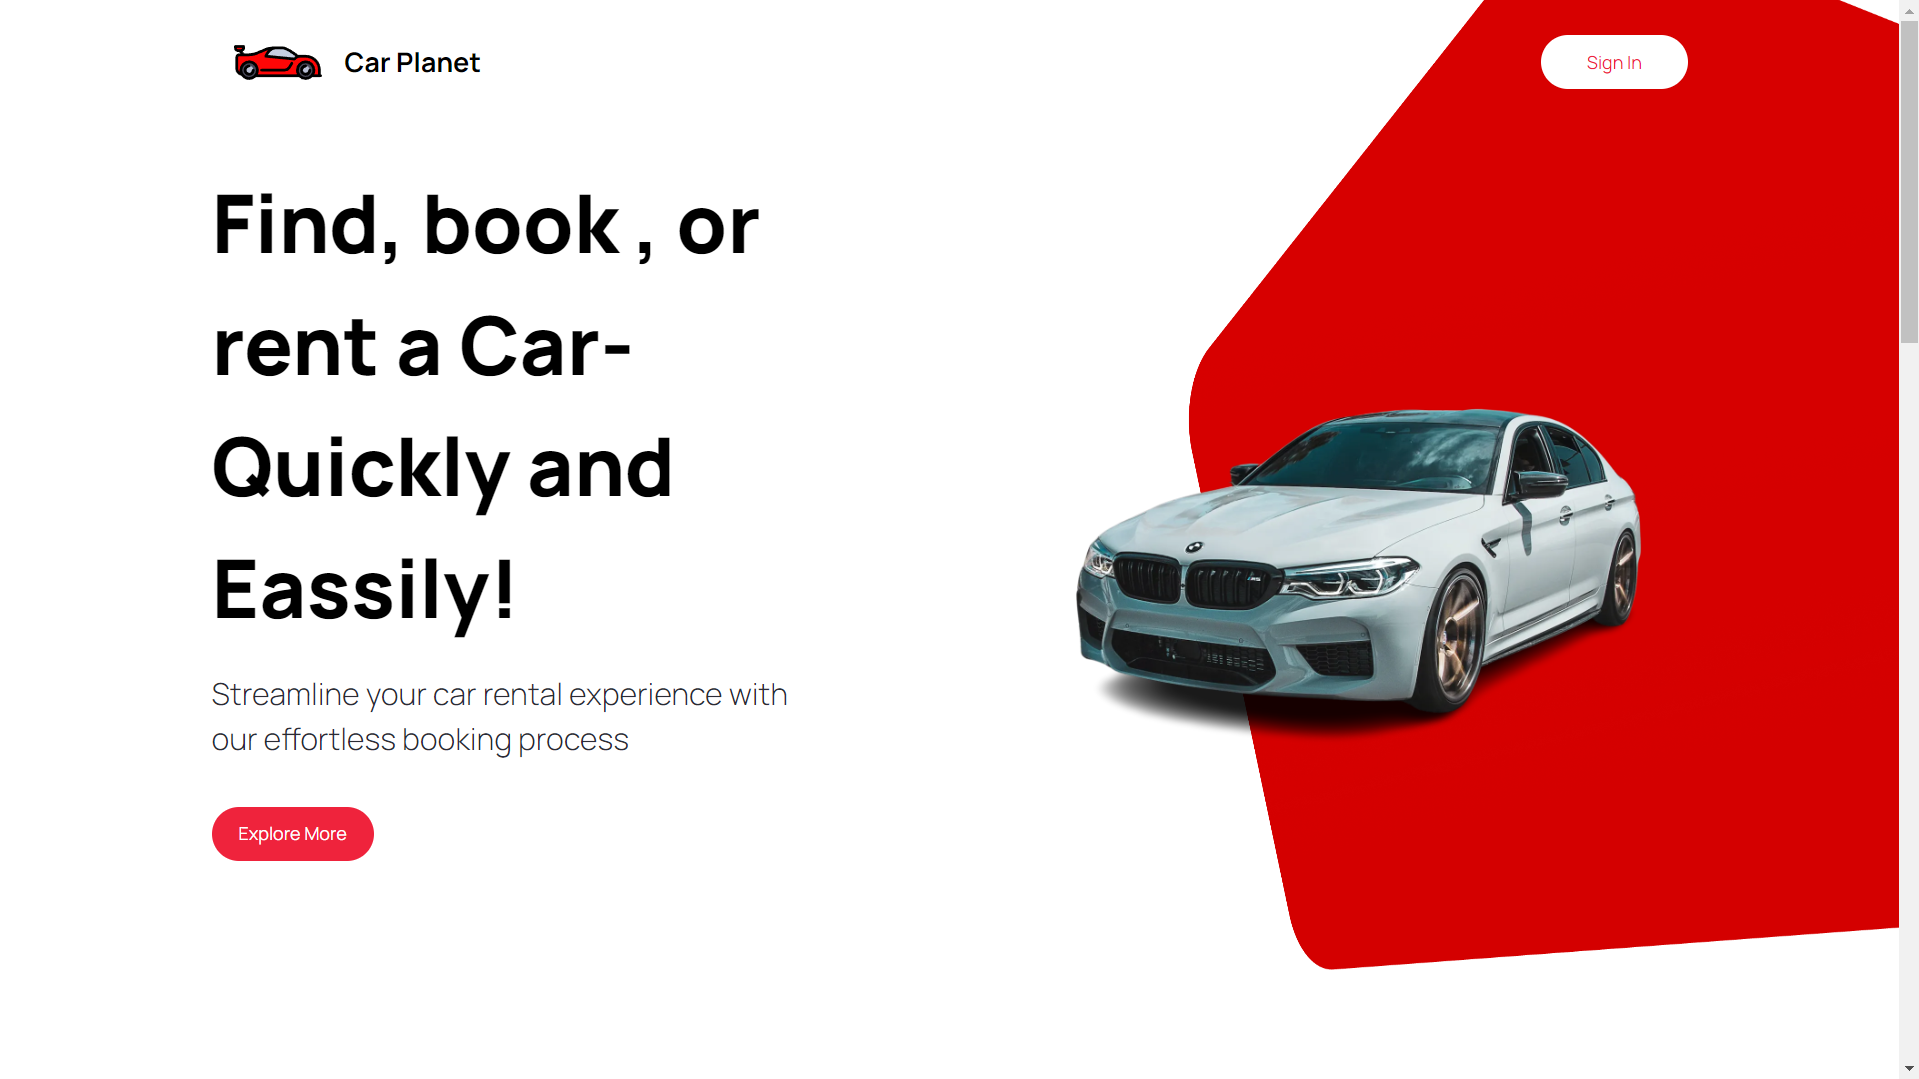 Car Planet
Sign In
Find, book , or
rent a Car-
Quickly and
Eassily!
Streamline your car rental experience with
our effortless booking process
Explore More